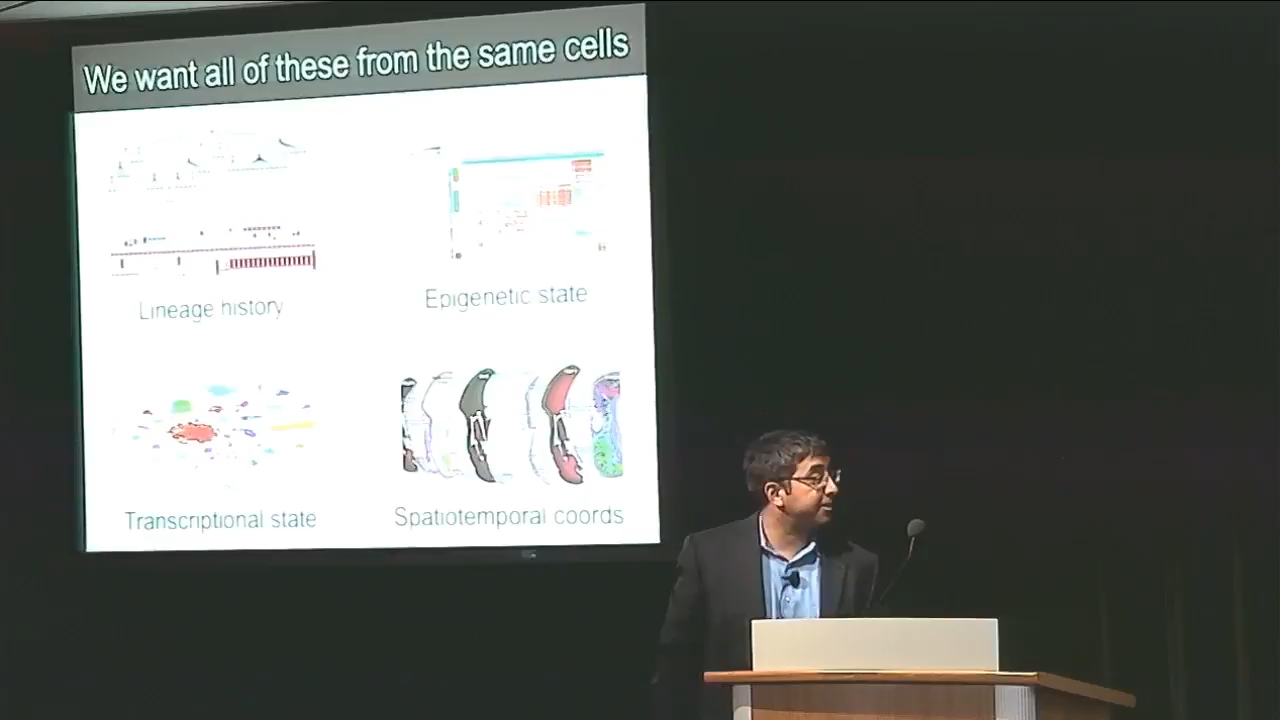 We want all of these from the same cells
Lineage history
Epigenetic state
Transcriptional state
Spatiotemporal coords